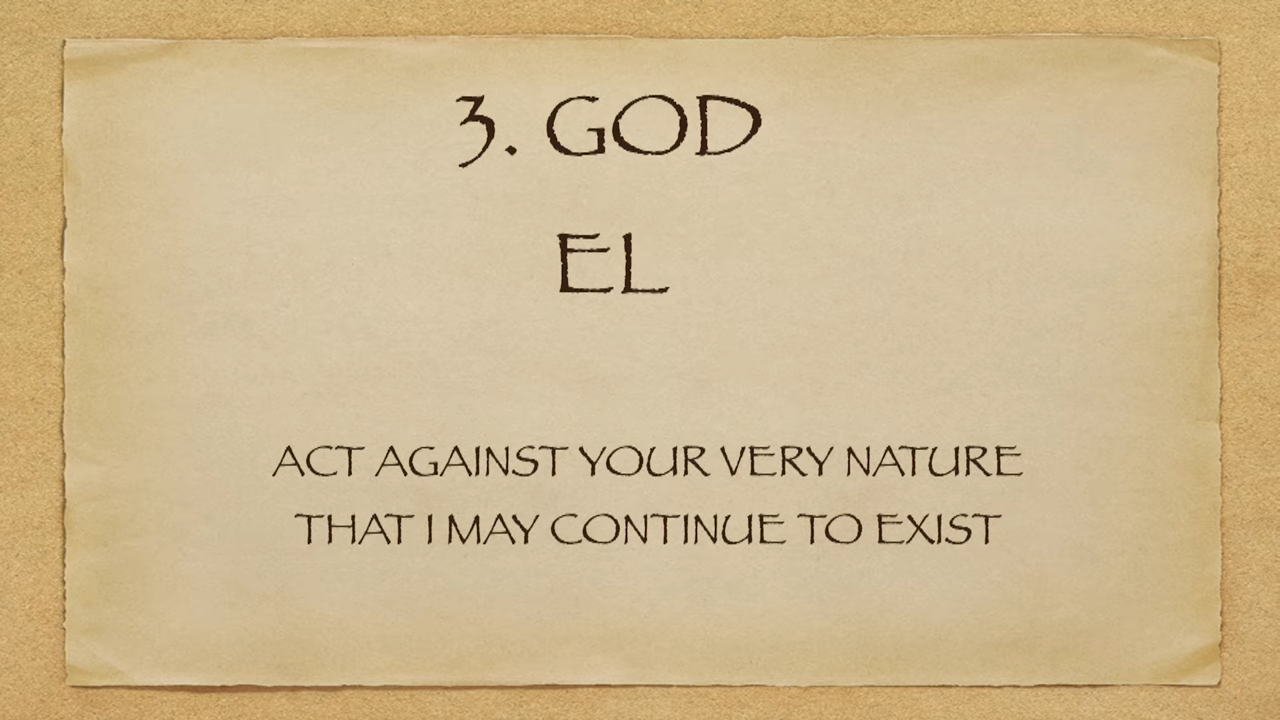 3. GOD
EL
ACT AGAINST YOUR VERY NATURE
THAT I MAY CONTINUE TO EXIST